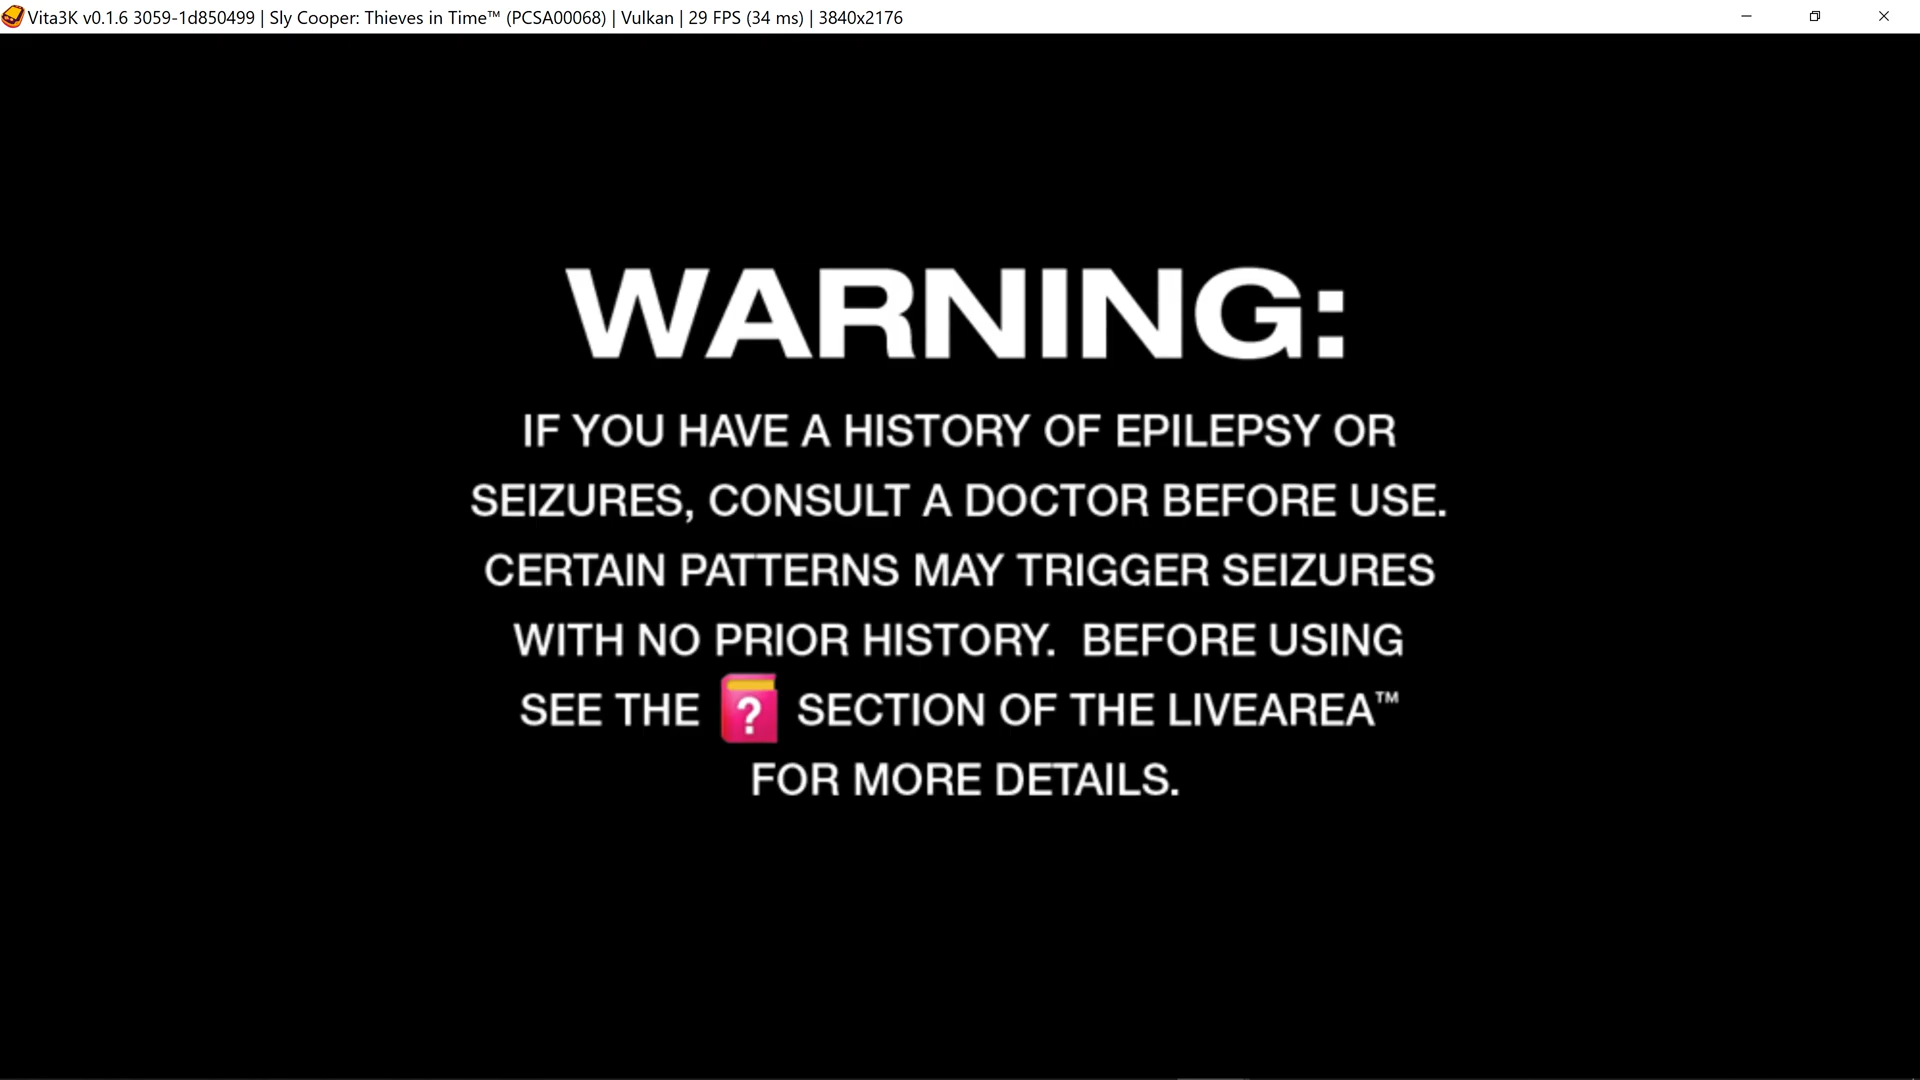 Vita3K v0.1.6 3059-1d850499 | Sly Cooper: Thieves in Time™ (PCSA00068) | Vulkan | 29 FPS (34 ms) | 3840x2176
WARNING:
IF YOU HAVE A HISTORY OF EPILEPSY OR
SEIZURES, CONSULT A DOCTOR BEFORE USE.
CERTAIN PATTERNS MAY TRIGGER SEIZURES
WITH NO PRIOR HISTORY.  BEFORE USING
SEE THE ? SECTION OF THE LIVEAREA™
FOR MORE DETAILS.